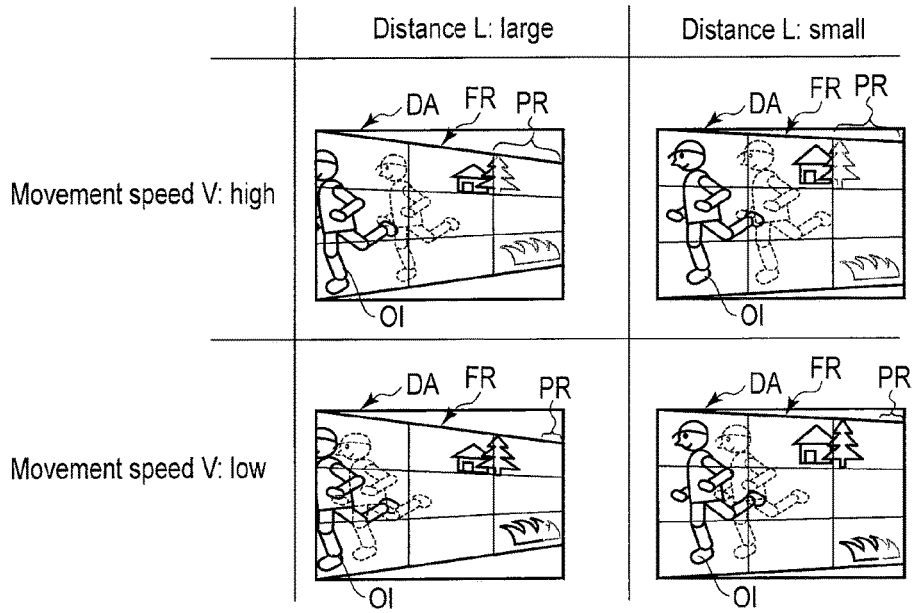 Distance L: large
Distance L: small
Movement speed V: high
DA FR PR
OI
DA FR PR
OI
Movement speed V: low
DA FR PR
OI
DA FR PR
OI